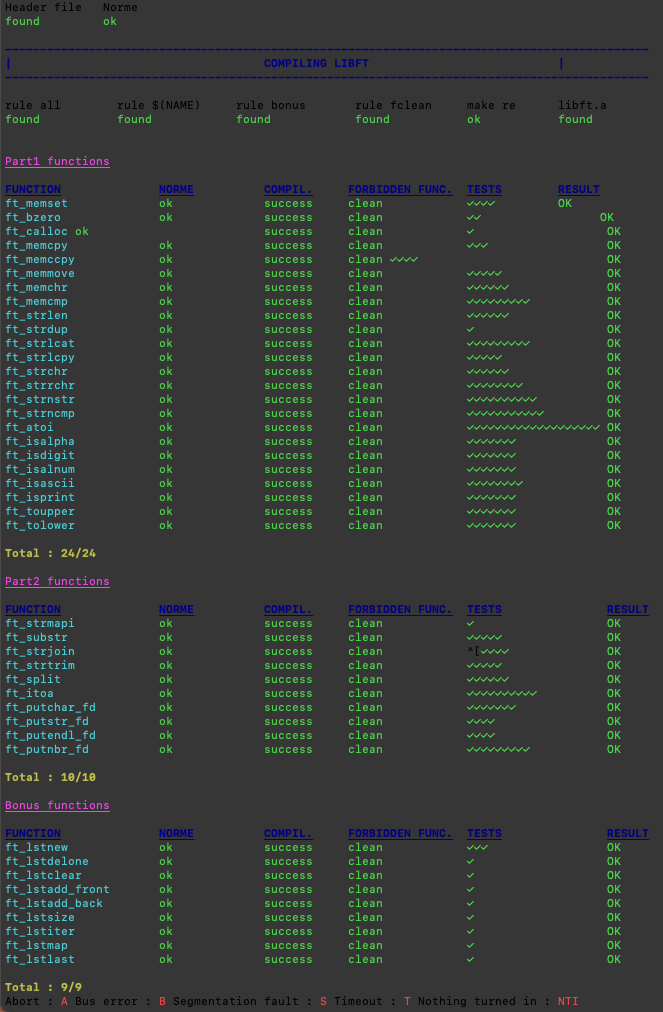 Header file Norme
found ok
| COMPILING LIBFT |
rule all rule $(NAME) rule bonus rule fclean make re libft.a
found found found found ok found
Part1 functions
FUNCTION NORME COMPIL. FORBIDDEN FUNC. TESTS RESULT
ft_memset ok success clean ✓✓✓✓ OK
ft_bzero ok success clean ✓✓ OK
ft_calloc ok success clean ✓ OK
ft_memcpy ok success clean ✓✓✓ OK
ft_memccpy ok success clean ✓✓✓✓ OK
ft_memmove ok success clean ✓✓✓✓✓ OK
ft_memchr ok success clean ✓✓✓✓✓✓ OK
ft_memcmp ok success clean ✓✓✓✓✓✓✓✓✓ OK
ft_strlen ok success clean ✓✓✓✓✓✓ OK
ft_strdup ok success clean ✓ OK
ft_strlcat ok success clean ✓✓✓✓✓✓✓✓✓ OK
ft_strlcpy ok success clean ✓✓✓✓✓ OK
ft_strchr ok success clean ✓✓✓✓✓✓ OK
ft_strrchr ok success clean ✓✓✓✓✓✓✓✓ OK
ft_strnstr ok success clean ✓✓✓✓✓✓✓✓✓✓ OK
ft_strncmp ok success clean ✓✓✓✓✓✓✓✓✓✓✓ OK
ft_atoi ok success clean ✓✓✓✓✓✓✓✓✓✓✓✓✓✓✓✓✓✓✓ OK
ft_isalpha ok success clean ✓✓✓✓✓✓✓ OK
ft_isdigit ok success clean ✓✓✓✓✓✓✓ OK
ft_isalnum ok success clean ✓✓✓✓✓✓✓ OK
ft_isascii ok success clean ✓✓✓✓✓✓✓✓ OK
ft_isprint ok success clean ✓✓✓✓✓✓✓ OK
ft_toupper ok success clean ✓✓✓✓✓✓✓ OK
ft_tolower ok success clean ✓✓✓✓✓✓✓ OK
Total : 24/24
Part2 functions
FUNCTION NORME COMPIL. FORBIDDEN FUNC. TESTS RESULT
ft_strmapi ok success clean ✓ OK
ft_substr ok success clean ✓✓✓✓✓ OK
ft_strjoin ok success clean ^[✓✓✓✓ OK
ft_strtrim ok success clean ✓✓✓✓✓ OK
ft_split ok success clean ✓✓✓✓✓✓ OK
ft_itoa ok success clean ✓✓✓✓✓✓✓✓✓✓ OK
ft_putchar_fd ok success clean ✓✓✓✓✓✓✓ OK
ft_putstr_fd ok success clean ✓✓✓✓ OK
ft_putendl_fd ok success clean ✓✓✓✓ OK
ft_putnbr_fd ok success clean ✓✓✓✓✓✓✓✓✓ OK
Total : 10/10
Bonus functions
FUNCTION NORME COMPIL. FORBIDDEN FUNC. TESTS RESULT
ft_lstnew ok success clean ✓✓✓ OK
ft_lstdelone ok success clean ✓ OK
ft_lstclear ok success clean ✓ OK
ft_lstadd_front ok success clean ✓ OK
ft_lstadd_back ok success clean ✓ OK
ft_lstsize ok success clean ✓ OK
ft_lstiter ok success clean ✓ OK
ft_lstmap ok success clean ✓ OK
ft_lstlast ok success clean ✓ OK
Total : 9/9
Abort : A Bus error : B Segmentation fault : S Timeout : T Nothing turned in : NTI